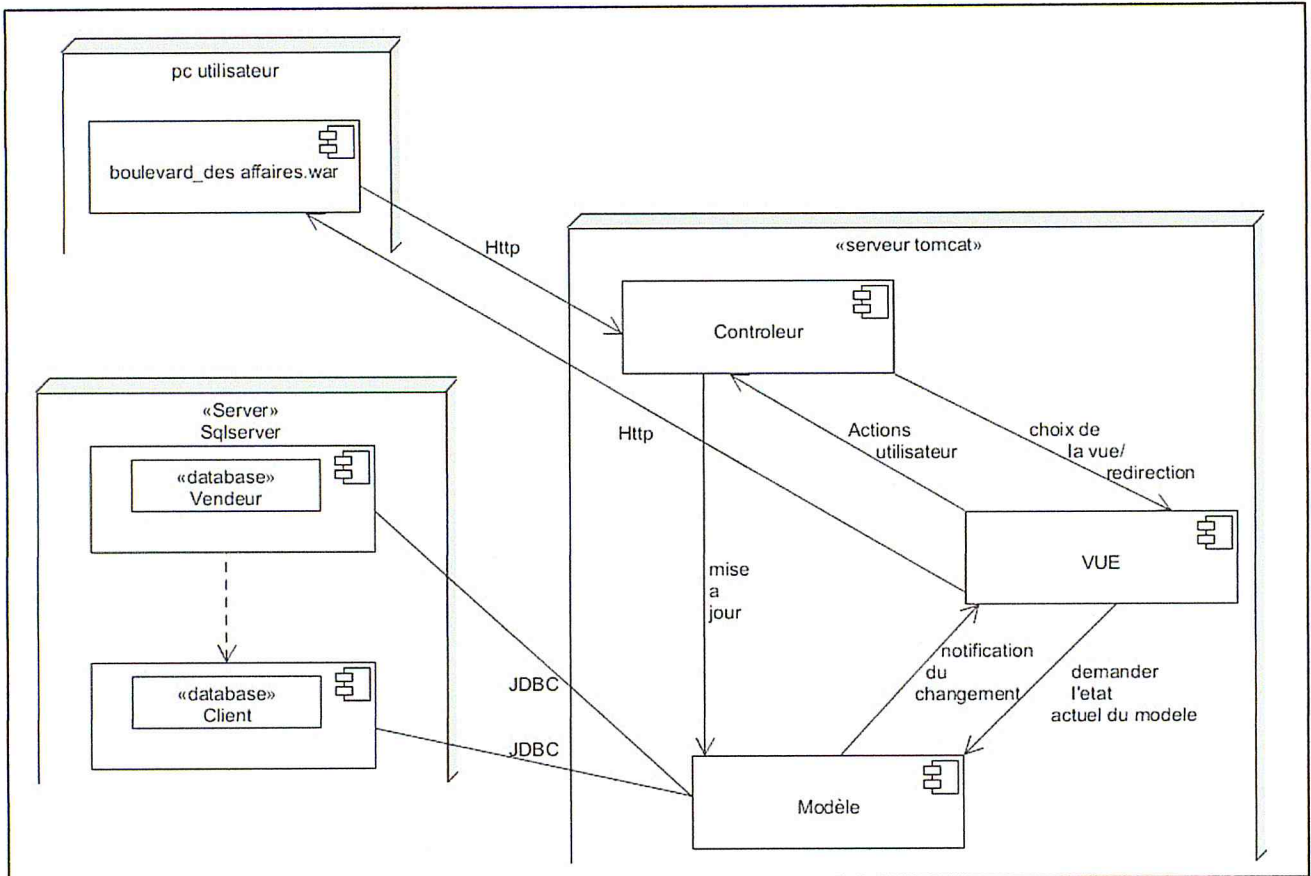 pc utilisateur
boulevard_des affaires.war
Http
«serveur tomcat»
Controleur
«Server»
Sqlserver
«database»
Vendeur
Http
Actions
utilisateur
choix de
la vue/
redirection
VUE
mise
a
jour
notification
du
changement
demander
l'etat
actuel du modele
«database»
Client
JDBC
JDBC
Modèle